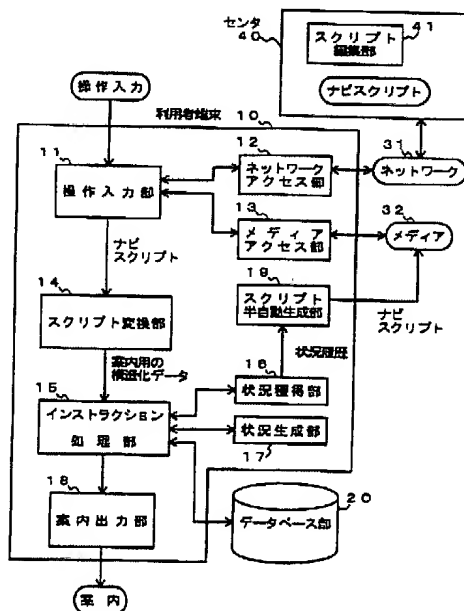 センタ
40
41
スクリプト
編集部
ナビスクリプト
操作入力
利用者端末
10
11
操作入力部
12
ネットワーク
アクセス部
31
ネットワーク
13
メディア
アクセス部
32
メディア
ナビ
スクリプト
14
スクリプト変換部
19
スクリプト
半自動生成部
ナビ
スクリプト
状況履歴
案内用の
構造化データ
15
インストラクション
処理部
16
状況獲得部
状況生成部
17
18
案内出力部
20
データベース部
案内